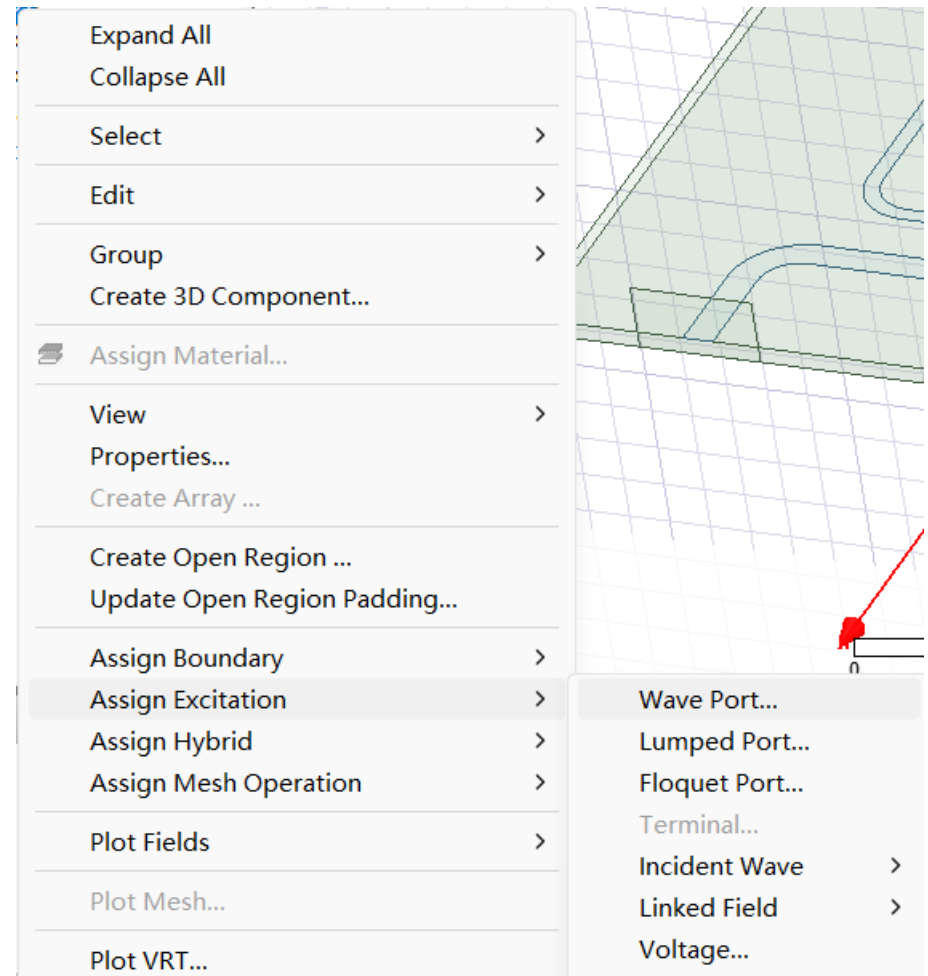 Expand All
Collapse All
Select
Edit
Group
Create 3D Component...
Assign Material...
View
Properties...
Create Array ...
Create Open Region ...
Update Open Region Padding...
Assign Boundary
Assign Excitation
Assign Hybrid
Assign Mesh Operation
Plot Fields
Plot Mesh...
Plot VRT...
0
Wave Port...
Lumped Port...
Floquet Port...
Terminal...
Incident Wave
Linked Field
Voltage...